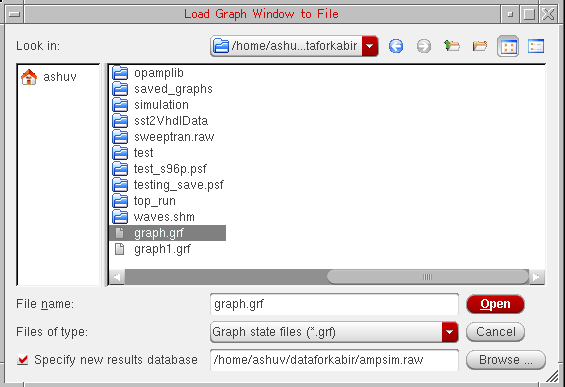 Load Graph Window to File
Look in:
/home/ashu...taforkabir
ashuv
opamplib
saved_graphs
simulation
sst2VhdlData
sweeptran.raw
test
test_s96p.psf
testing_save.psf
top_run
waves.shm
graph.grf
graph1.grf
File name:
graph.grf
Open
Files of type:
Graph state files (*.grf)
Cancel
Specify new results database
/home/ashuv/dataforkabir/ampsim.raw
Browse ...